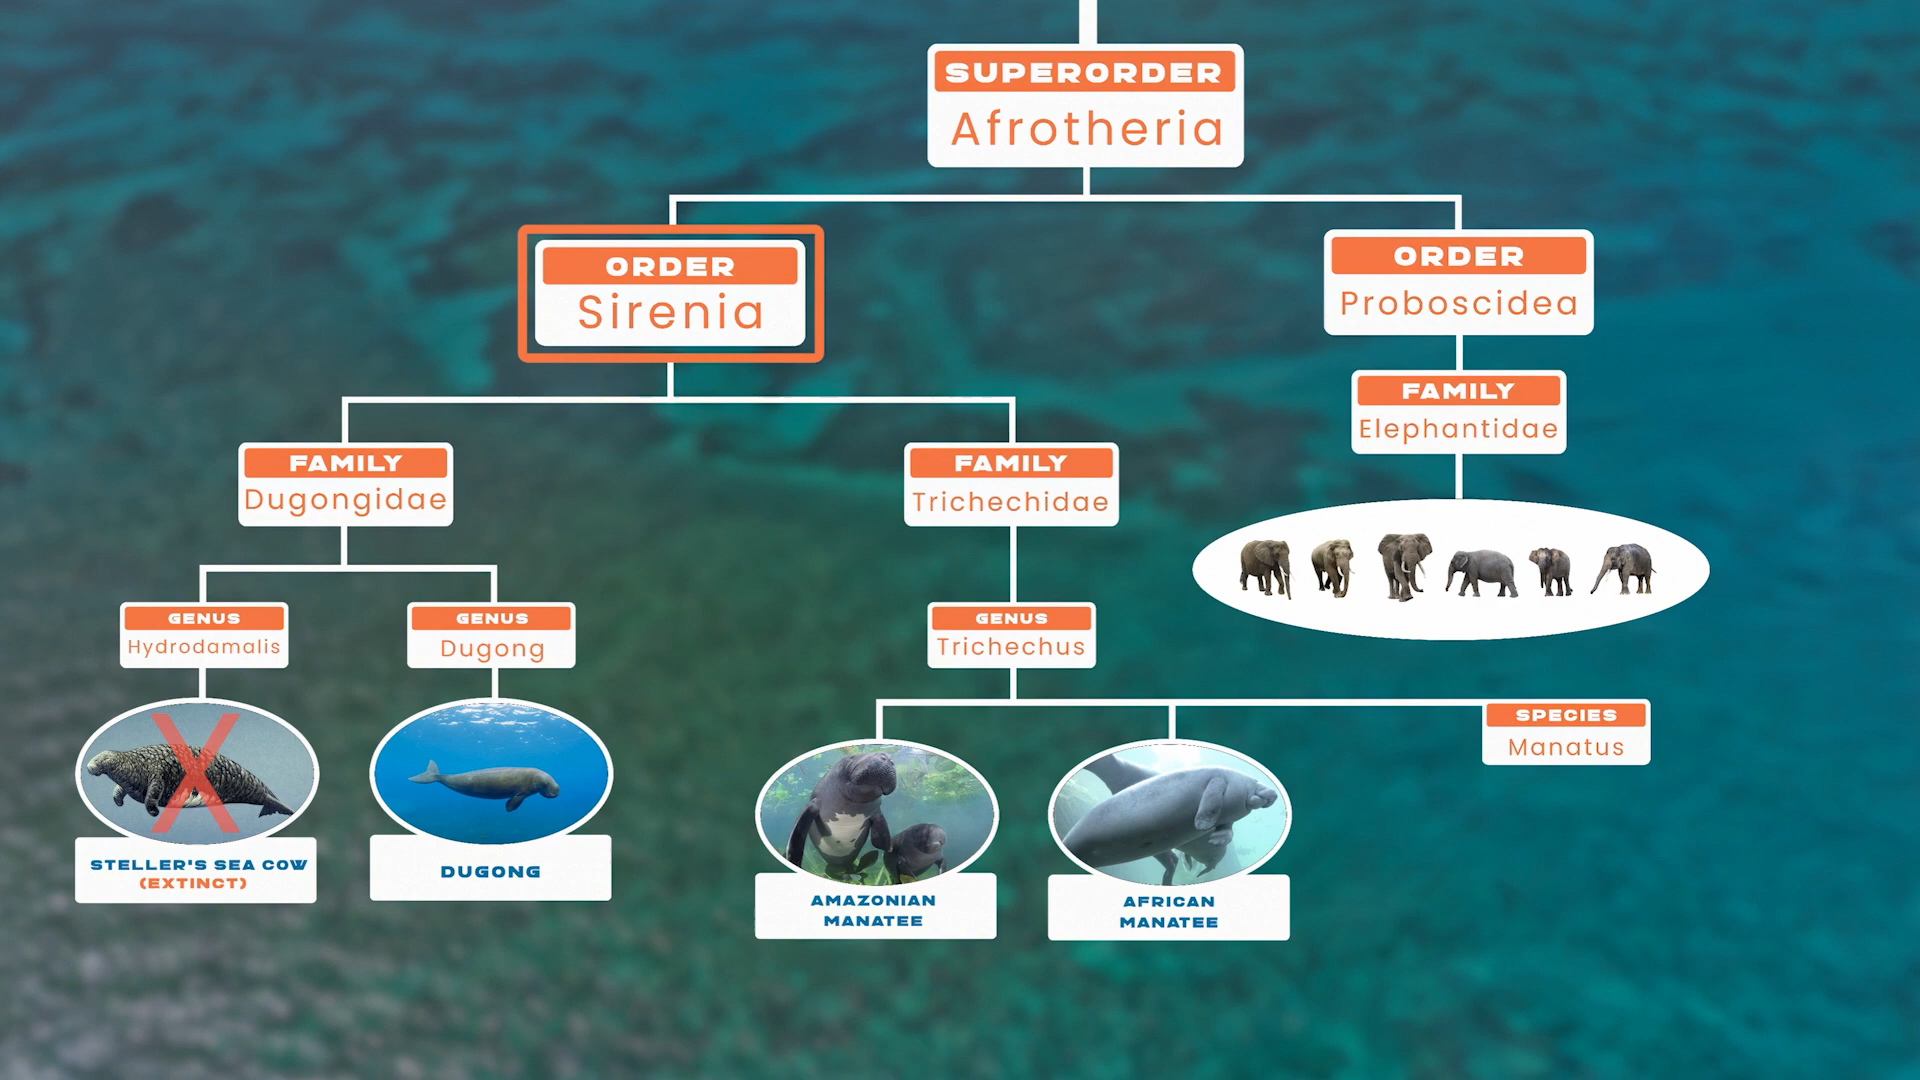 SUPERORDER
Afrotheria
ORDER
Sirenia
ORDER
Proboscidea
FAMILY
Elephantidae
FAMILY
Dugongidae
FAMILY
Trichechidae
GENUS
Hydrodamalis
GENUS
Dugong
GENUS
Trichechus
SPECIES
Manatus
STELLER'S SEA COW
(EXTINCT)
DUGONG
AMAZONIAN
MANATEE
AFRICAN
MANATEE